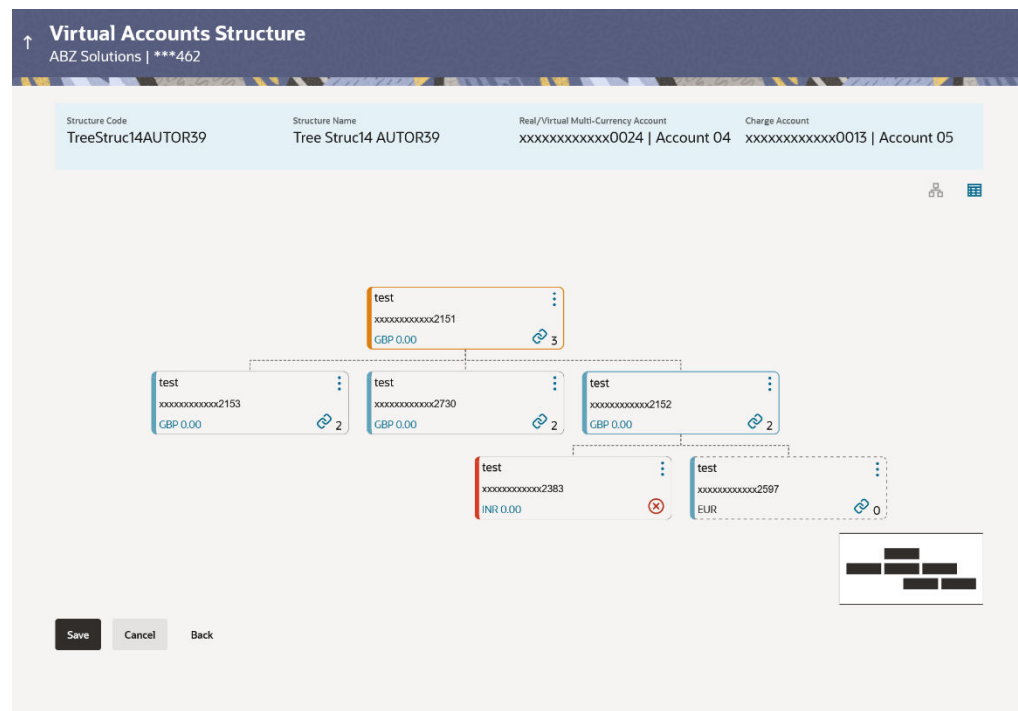 Virtual Accounts Structure
ABZ Solutions | ***462
Structure Code
TreeStruc14AUTOR39
Structure Name
Tree Struc14 AUTOR39
Real/Virtual Multi-Currency Account
xxxxxxxxxxxx0024 | Account 04
Charge Account
xxxxxxxxxxxx0013 | Account 05
test
xxxxxxxxxxxx2151
GBP 0.00
3
test
xxxxxxxxxxxx2153
GBP 0.00
2
test
xxxxxxxxxxxx2730
GBP 0.00
2
test
xxxxxxxxxxxx2152
GBP 0.00
2
test
xxxxxxxxxxxx2383
INR 0.00
test
xxxxxxxxxxxx2597
EUR
0
Save
Cancel
Back